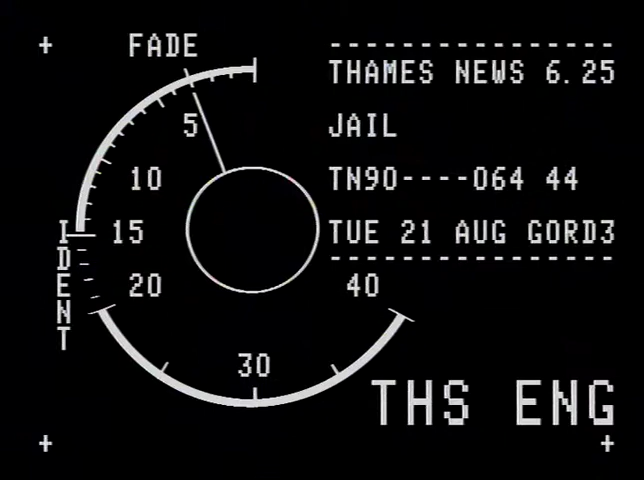 FADE
5
10
15
20
30
40
IDENT
THAMES NEWS 6.25
JAIL
TN90----064 44
TUE 21 AUG GORD3
THS ENG